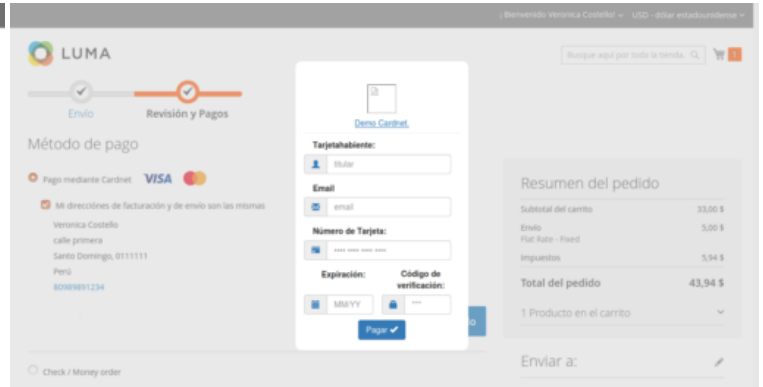 ¡ Bienvenido Veronica Costello!
USD - dólar estadounidense
LUMA
Busque aquí por toda la tienda.
1
Envío
Revisión y Pagos
Método de pago
Pago mediante Cardnet
VISA
Mi direcciónes de facturación y de envío son las mismas
Veronica Costello
calle primera
Santo Domingo, 0111111
Perú
80989891234
Check / Money order
Demo Cardnet.
Tarjetahabiente:
titular
Email
email
Número de Tarjeta:
**** **** **** ****
Expiración:
Código de
verificación:
MM/YY
***
Pagar
o
Resumen del pedido
Subtotal del carrito 33,00 $
Envío 5,00 $
Flat Rate - Fixed
Impuestos 5,94 $
Total del pedido 43,94 $
1 Producto en el carrito
Enviar a: